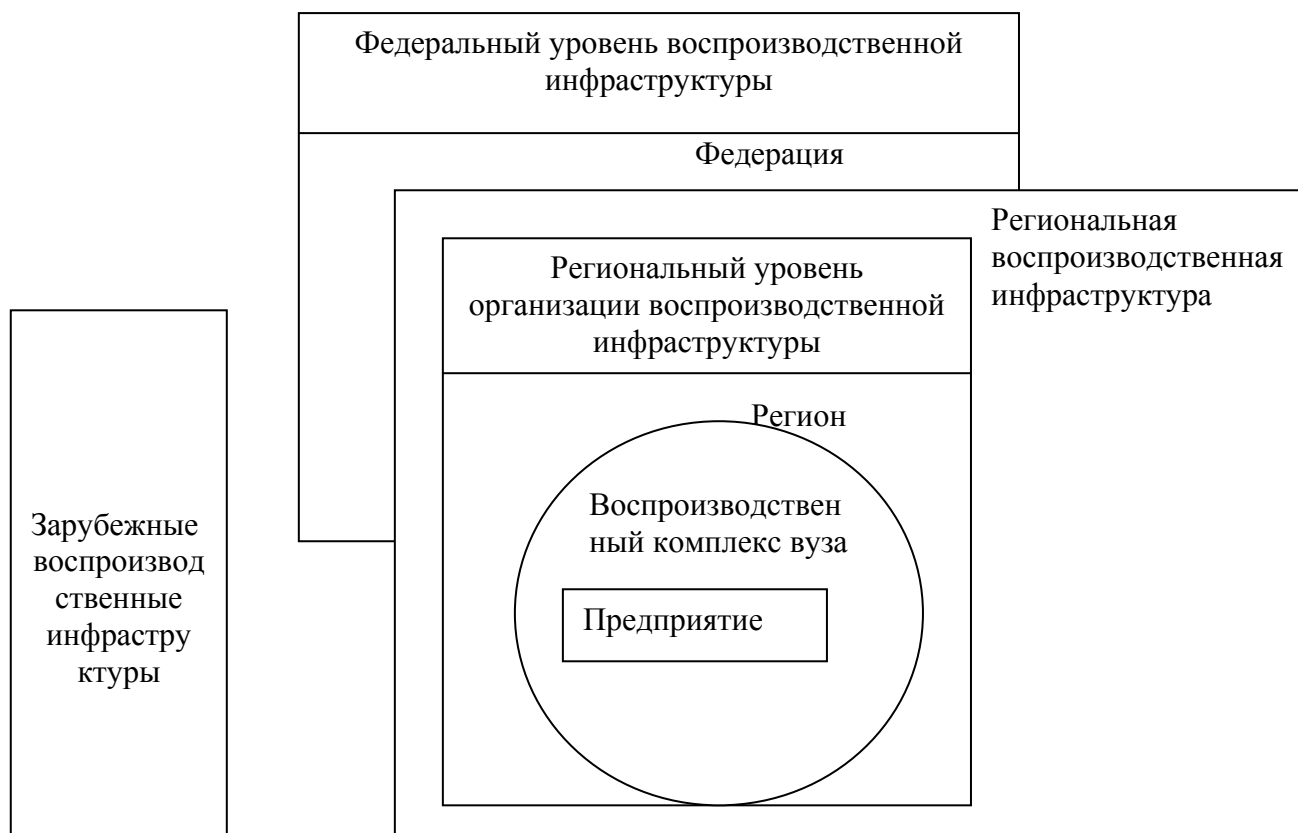 Федеральный уровень воспроизводственной
инфраструктуры
Федерация
Региональная
воспроизводственная
инфраструктура
Региональный уровень
организации воспроизводственной
инфраструктуры
Регион
Воспроизводствен
ный комплекс вуза
Предприятие
Зарубежные
воспроизвод
ственные
инфрастру
ктуры